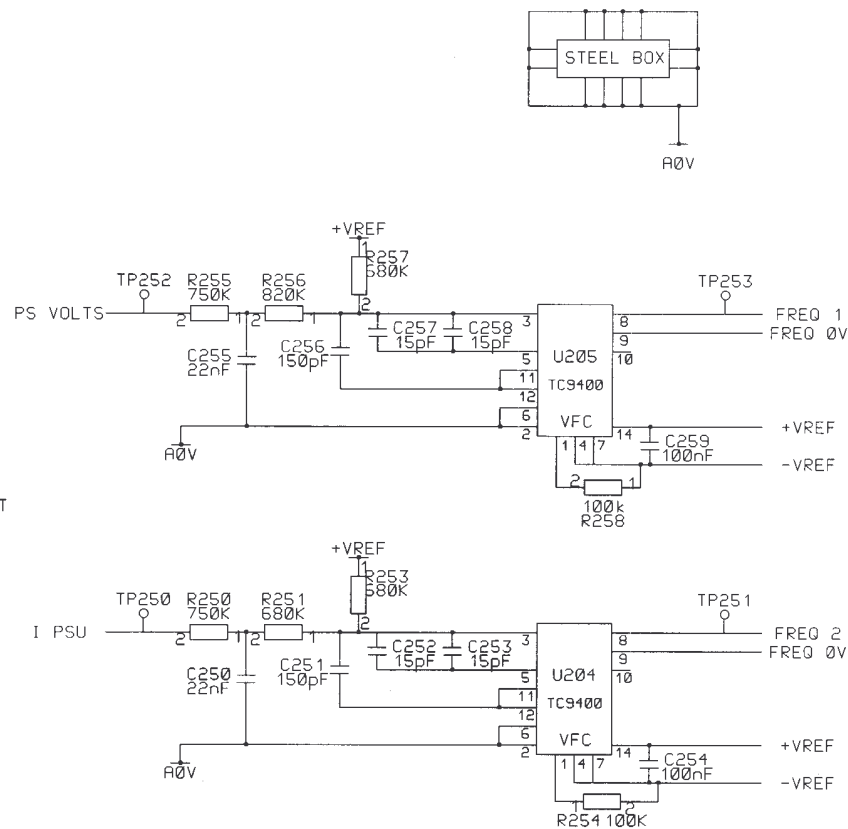 STEEL BOX
AØV
+VREF
1
R257
680K
2
TP252
R255
750K
R256
820K
TP253
PS VOLTS
2
1
2
1
3
8
FREQ 1
FREQ ØV
C255
22nF
C256
150pF
C257
15pF
C258
15pF
5
11
12
6
2
U205
TC9400
VFC
9
10
14
+VREF
1 4 7
C259
100nF
-VREF
AØV
2
1
100k
R258
T
+VREF
1
R253
680K
2
TP250
R250
750K
R251
680K
TP251
I PSU
2
1
2
1
3
8
FREQ 2
FREQ ØV
C250
22nF
C251
150pF
C252
15pF
C253
15pF
5
11
12
6
2
U204
TC9400
VFC
9
10
14
+VREF
1 4 7
C254
100nF
-VREF
AØV
1
2
R254 100K